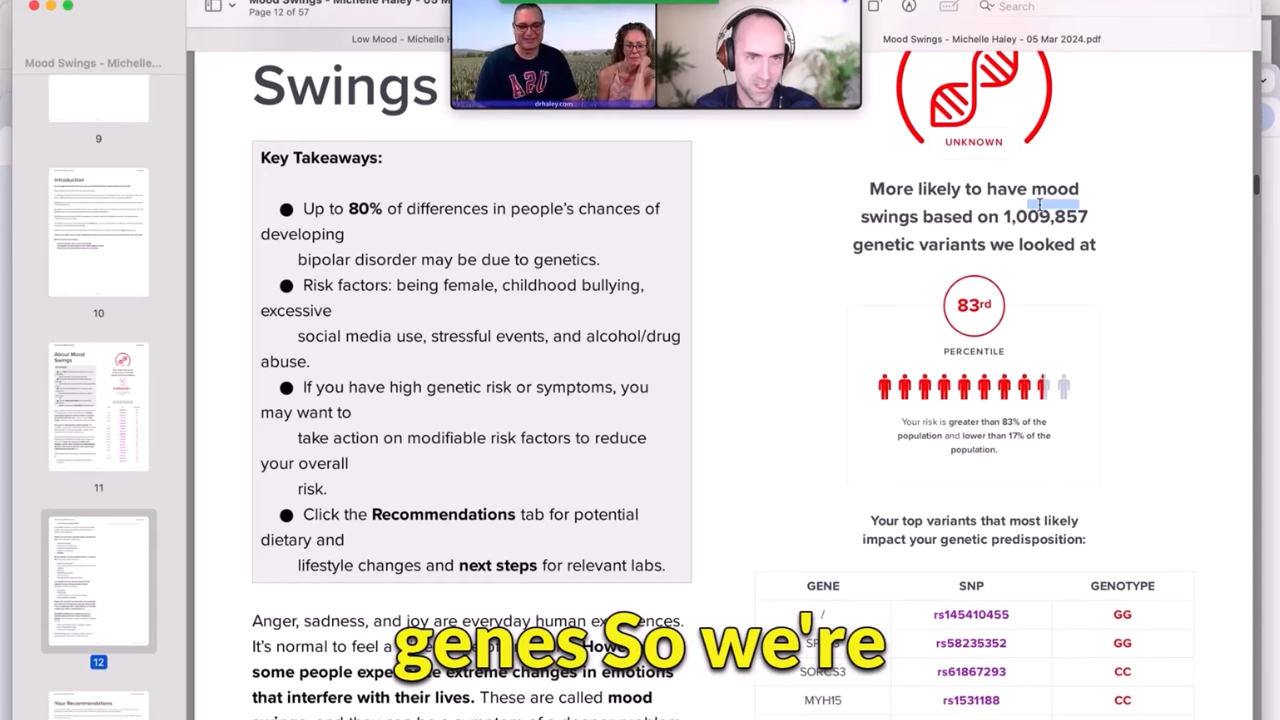 Page 12 of 57
Search
Low Mood - Michelle H
Mood Swings - Michelle Haley - 05 Mar 2024.pdf
Mood Swings - Michelle...
9
Introduction
10
About Mood
Swings
11
12
Your Recommendations
drhaley.com
Swings
Key Takeaways:
● Up to 80% of differences people's chances of
developing
bipolar disorder may be due to genetics.
● Risk factors: being female, childhood bullying,
excessive
social media use, stressful events, and alcohol/drug
abuse.
● If you have high genetic risk or symptoms, you
may want to
take action on modifiable risk factors to reduce
your overall
risk.
● Click the Recommendations tab for potential
dietary and
lifestyle changes and next steps for relevant labs.
Anger, sadness, and joy are
It's normal to feel a
some people
extreme changes in emotions
that interfere with their lives. These are called mood
UNKNOWN
More likely to have mood
swings based on 1,009,857
genetic variants we looked at
83rd
PERCENTILE
Your risk is greater than 83% of the
population and lower than 17% of the
population.
Your top variants that most likely
impact your genetic predisposition:
GENE SNP GENOTYPE
/ rs145410455 GG
rs58235352 GG
SORCS3 rs61867293 CC
MYH15 rs1531188 CC
genes So we're